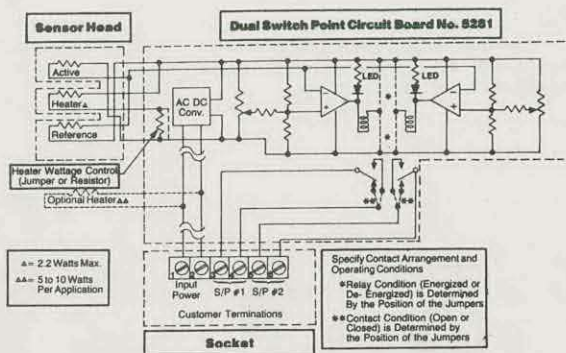 Sensor Head
Dual Switch Point Circuit Board No. 5281
Active
Heater▲
Reference
AC DC
Conv.
LED
LED
Heater Wattage Control
(Jumper or Resistor)
Optional Heater▲▲
▲= 2.2 Watts Max.
▲▲= 5 to 10 Watts
Per Application
Input
Power
S/P #1
S/P #2
Customer Terminations
Socket
Specify Contact Arrangement and
Operating Conditions
*Relay Condition (Energized or
De- Energized) is Determined
By the Position of the Jumpers
**Contact Condition (Open or
Closed) is Determined by
the Position of the Jumpers